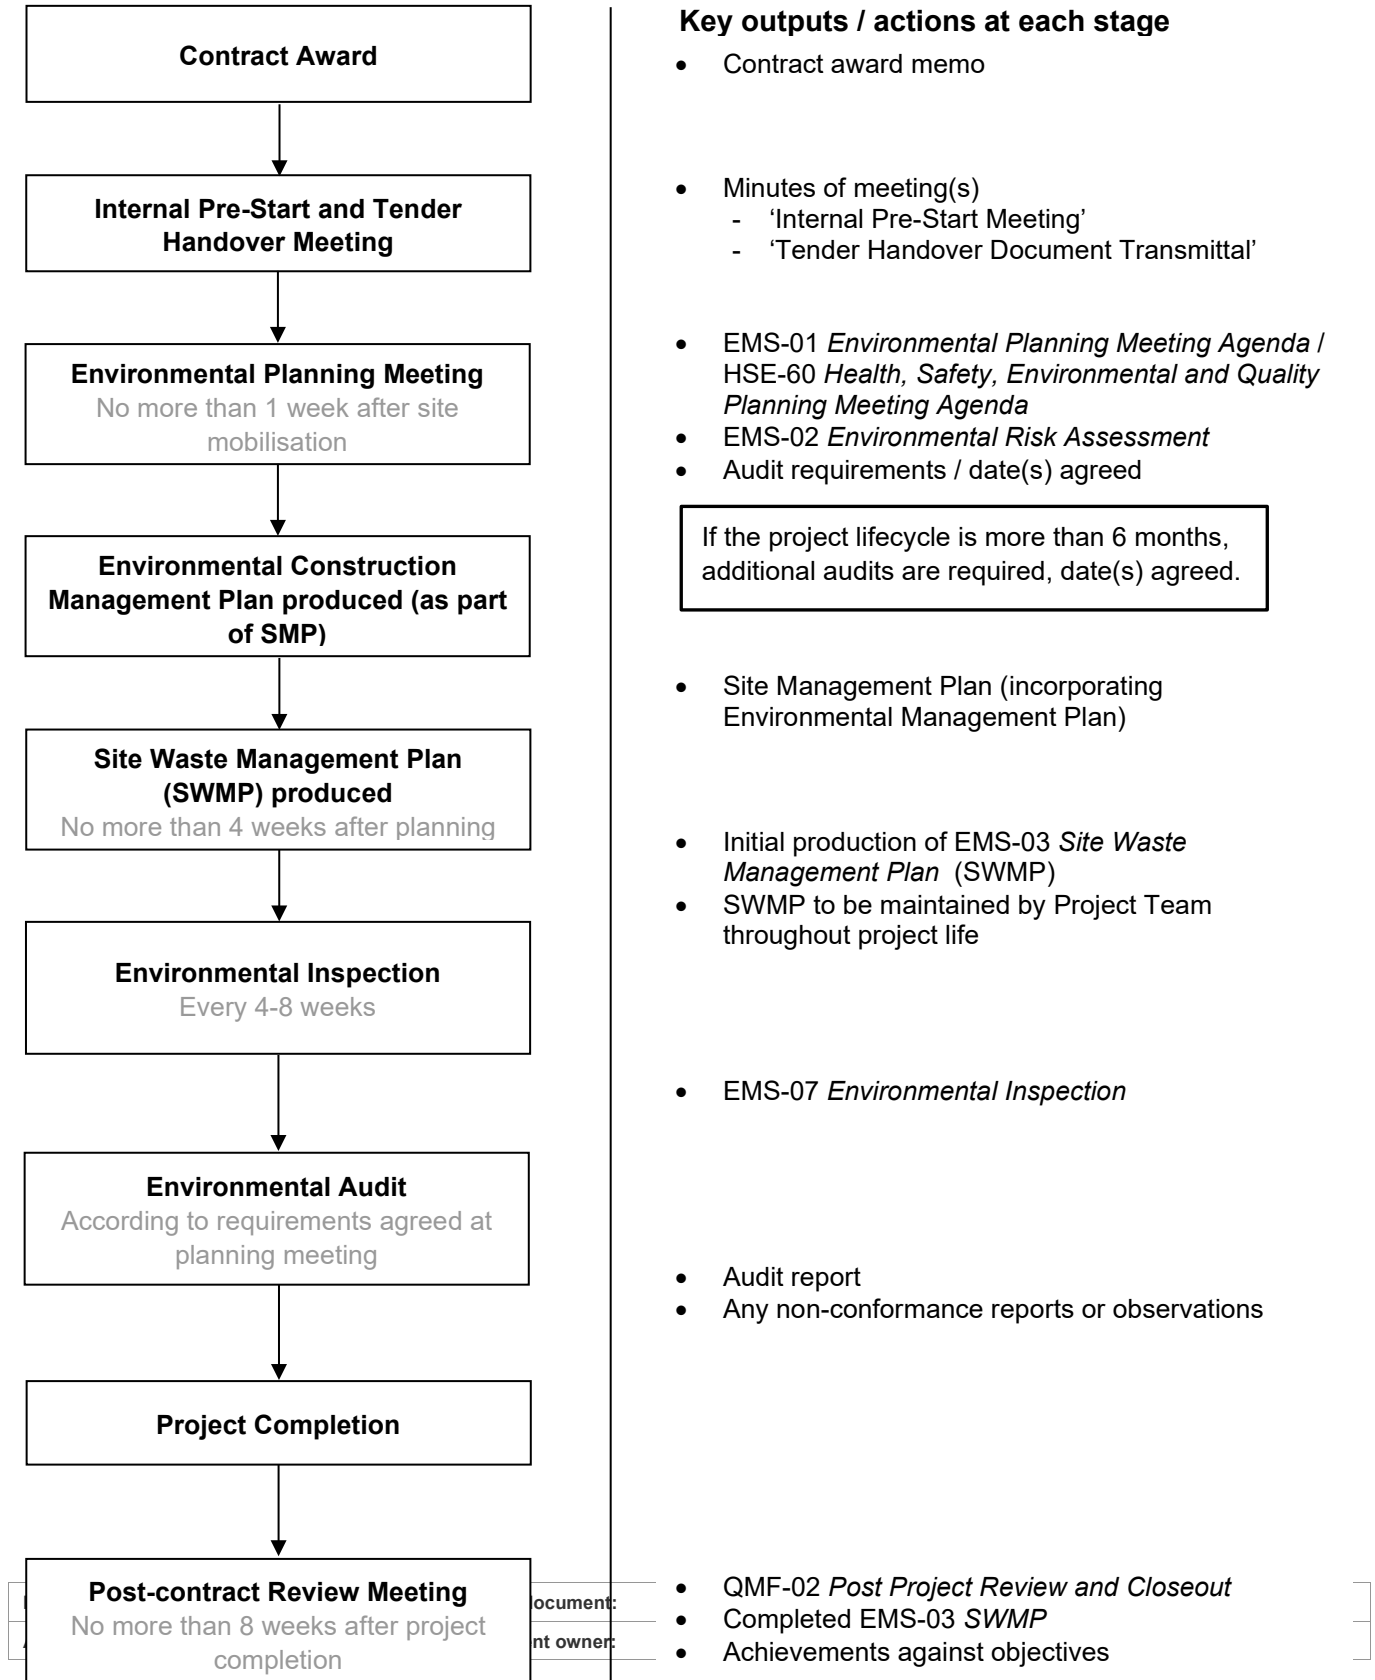 Key outputs / actions at each stage
Contract Award
• Contract award memo
Internal Pre-Start and Tender
Handover Meeting
• Minutes of meeting(s)
- ‘Internal Pre-Start Meeting’
- ‘Tender Handover Document Transmittal’
Environmental Planning Meeting
No more than 1 week after site
mobilisation
• EMS-01 Environmental Planning Meeting Agenda /
HSE-60 Health, Safety, Environmental and Quality
Planning Meeting Agenda
• EMS-02 Environmental Risk Assessment
• Audit requirements / date(s) agreed
If the project lifecycle is more than 6 months,
additional audits are required, date(s) agreed.
Environmental Construction
Management Plan produced (as part
of SMP)
• Site Management Plan (incorporating
Environmental Management Plan)
Site Waste Management Plan
(SWMP) produced
No more than 4 weeks after planning
• Initial production of EMS-03 Site Waste
Management Plan (SWMP)
• SWMP to be maintained by Project Team
throughout project life
Environmental Inspection
Every 4-8 weeks
• EMS-07 Environmental Inspection
Environmental Audit
According to requirements agreed at
planning meeting
• Audit report
• Any non-conformance reports or observations
Project Completion
Post-contract Review Meeting
No more than 8 weeks after project
completion
• QMF-02 Post Project Review and Closeout
• Completed EMS-03 SWMP
• Achievements against objectives
ocument:
nt owner: